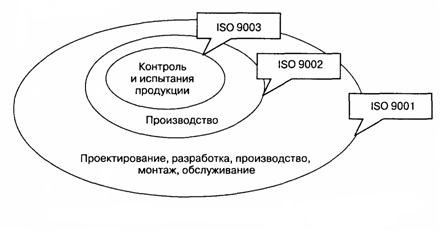 ISO 9003
Контроль
и испытания
продукции
ISO 9002
Производство
ISO 9001
Проектирование, разработка, производство,
монтаж, обслуживание